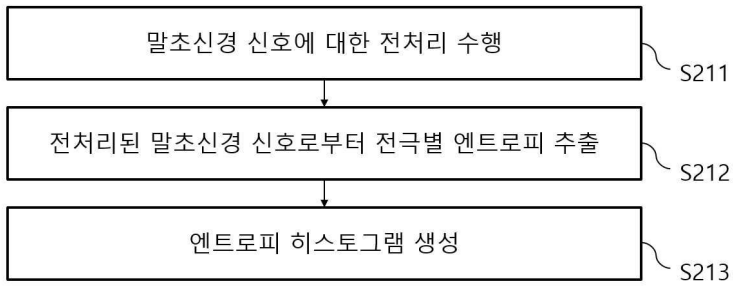 말초신경 신호에 대한 전처리 수행
S211
전처리된 말초신경 신호로부터 전극별 엔트로피 추출
S212
엔트로피 히스토그램 생성
S213